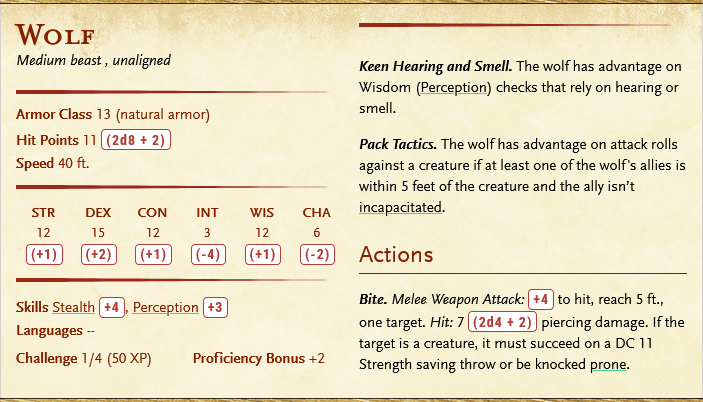 Wolf
Medium beast , unaligned
Armor Class 13 (natural armor)
Hit Points 11 (2d8 + 2)
Speed 40 ft.
STR DEX CON INT WIS CHA
12 15 12 3 12 6
(+1) (+2) (+1) (-4) (+1) (-2)
Skills Stealth +4, Perception +3
Languages --
Challenge 1/4 (50 XP) Proficiency Bonus +2
Keen Hearing and Smell. The wolf has advantage on
Wisdom (Perception) checks that rely on hearing or
smell.
Pack Tactics. The wolf has advantage on attack rolls
against a creature if at least one of the wolf's allies is
within 5 feet of the creature and the ally isn't
incapacitated.
Actions
Bite. Melee Weapon Attack: +4 to hit, reach 5 ft.,
one target. Hit: 7 (2d4 + 2) piercing damage. If the
target is a creature, it must succeed on a DC 11
Strength saving throw or be knocked prone.